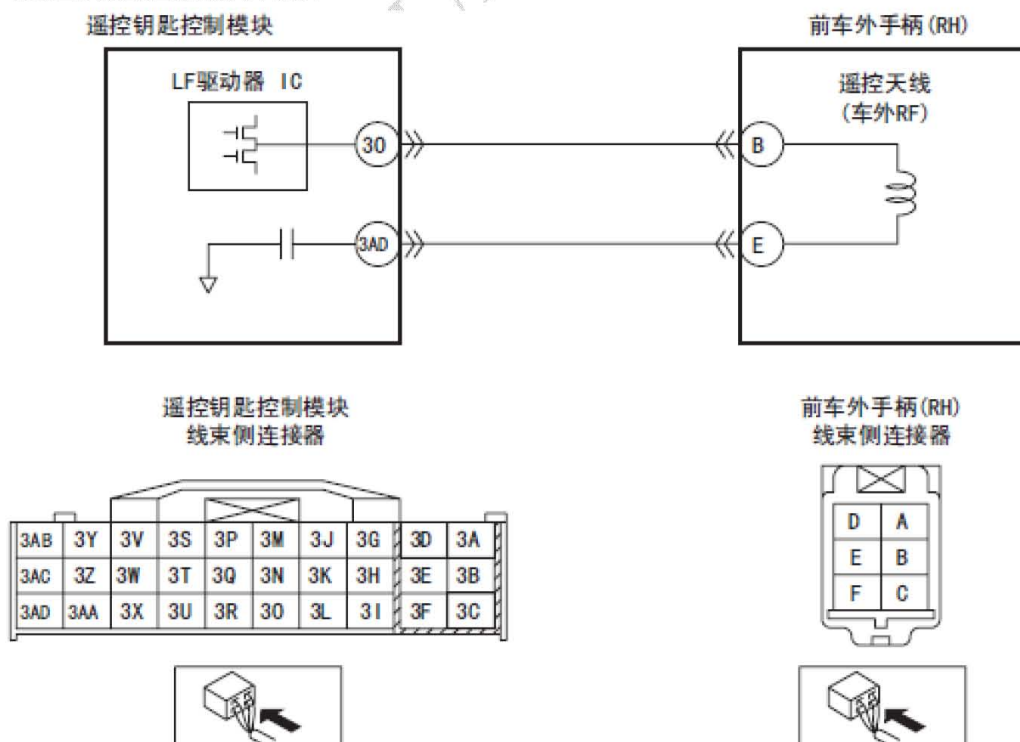 遥控钥匙控制模块
前车外手柄(RH)
LF驱动器 IC
遥控天线
(车外RF)
3O
B
3AD
E
遥控钥匙控制模块
线束侧连接器
前车外手柄(RH)
线束侧连接器
3AB 3Y 3V 3S 3P 3M 3J 3G 3D 3A
3AC 3Z 3W 3T 3Q 3N 3K 3H 3E 3B
3AD 3AA 3X 3U 3R 3O 3L 3I 3F 3C
D A
E B
F C